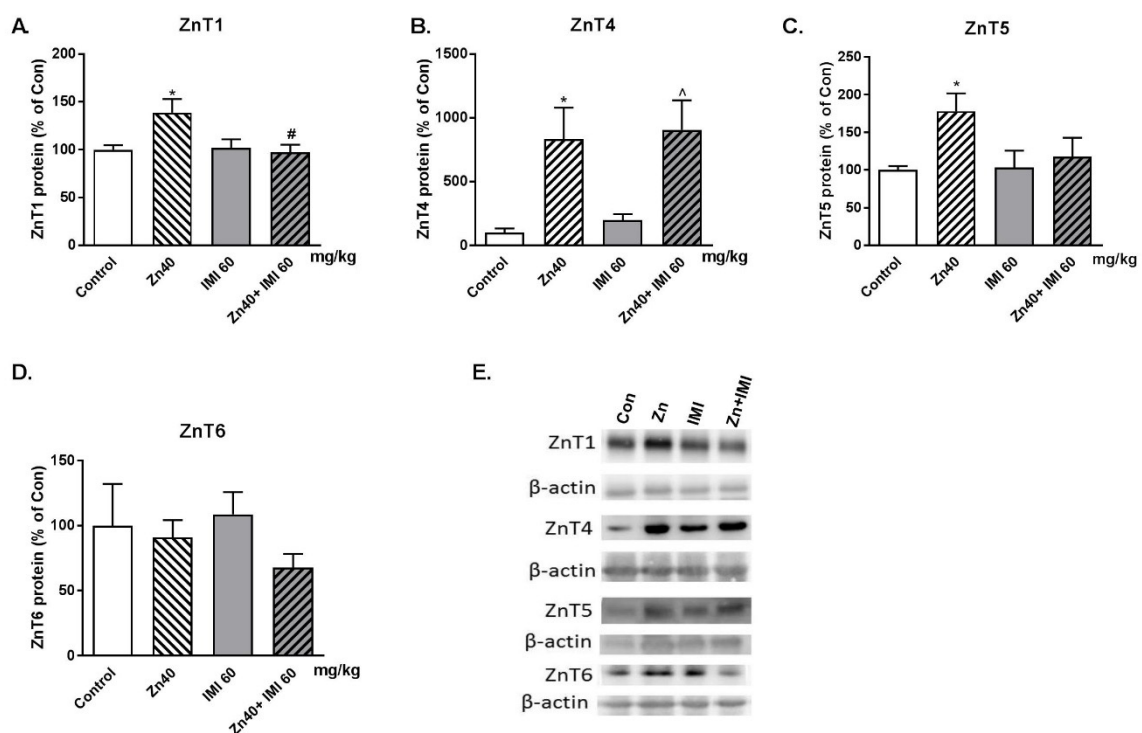 A.
ZnT1
ZnT1 protein (% of Con)
200
150
100
50
0
*
#
Control
Zn40
IMI 60
Zn40+ IMI 60
mg/kg
B.
ZnT4
ZnT4 protein (% of Con)
1500
1000
500
0
*
^
Control
Zn40
IMI 60
Zn40+ IMI 60
mg/kg
C.
ZnT5
ZnT5 protein (% of Con)
250
200
150
100
50
0
*
Control
Zn40
IMI 60
Zn40+ IMI 60
mg/kg
D.
ZnT6
ZnT6 protein (% of Con)
150
100
50
0
Control
Zn40
IMI 60
Zn40+ IMI 60
mg/kg
E.
Con Zn IMI Zn+IMI
ZnT1
β-actin
ZnT4
β-actin
ZnT5
β-actin
ZnT6
β-actin